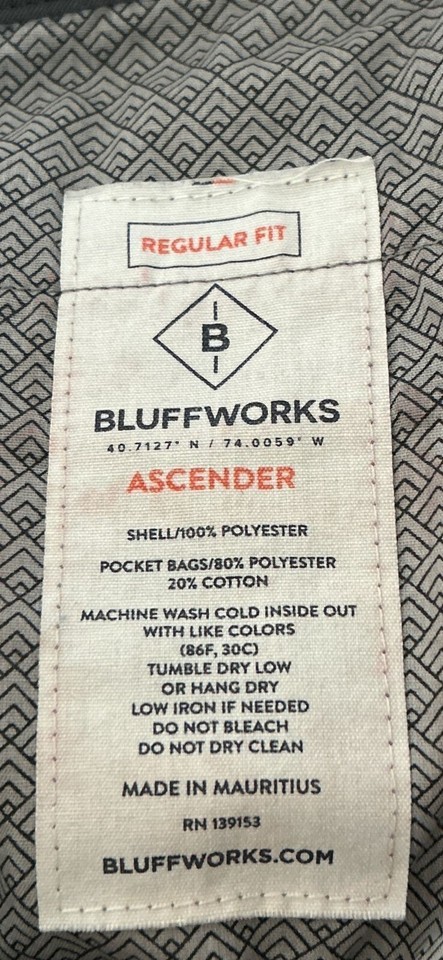 REGULAR FIT
B
BLUFFWORKS
40.7127° N / 74.0059° W
ASCENDER
SHELL/100% POLYESTER
POCKET BAGS/80% POLYESTER
20% COTTON
MACHINE WASH COLD INSIDE OUT
WITH LIKE COLORS
(86F, 30C)
TUMBLE DRY LOW
OR HANG DRY
LOW IRON IF NEEDED
DO NOT BLEACH
DO NOT DRY CLEAN
MADE IN MAURITIUS
RN 139153
BLUFFWORKS.COM